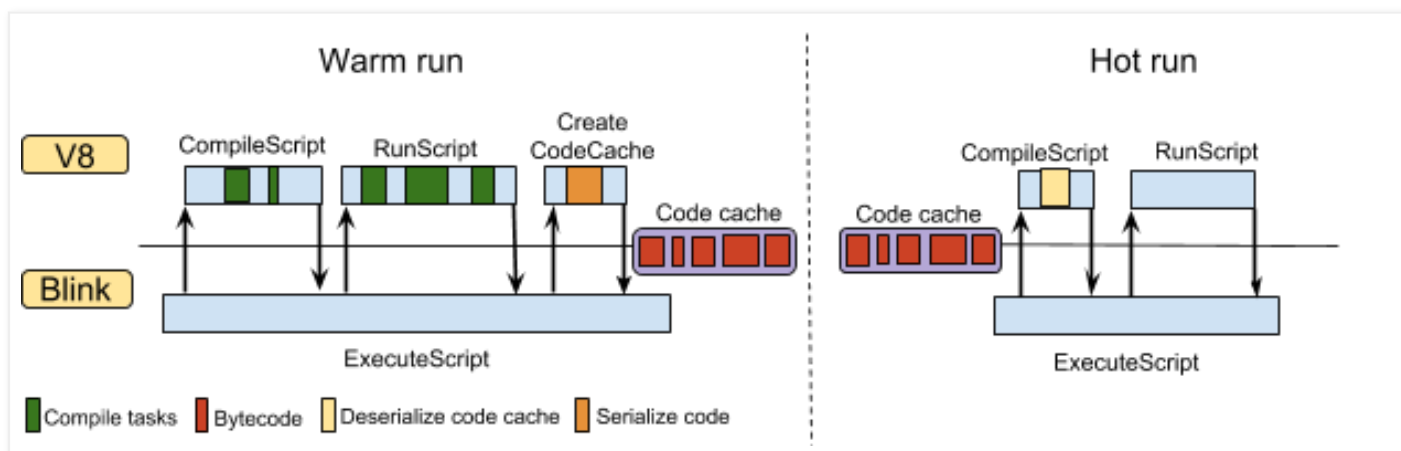 Warm run
Hot run
V8
CompileScript
RunScript
Create
CodeCache
Code cache
CompileScript
RunScript
Code cache
Blink
ExecuteScript
ExecuteScript
Compile tasks
Bytecode
Deserialize code cache
Serialize code